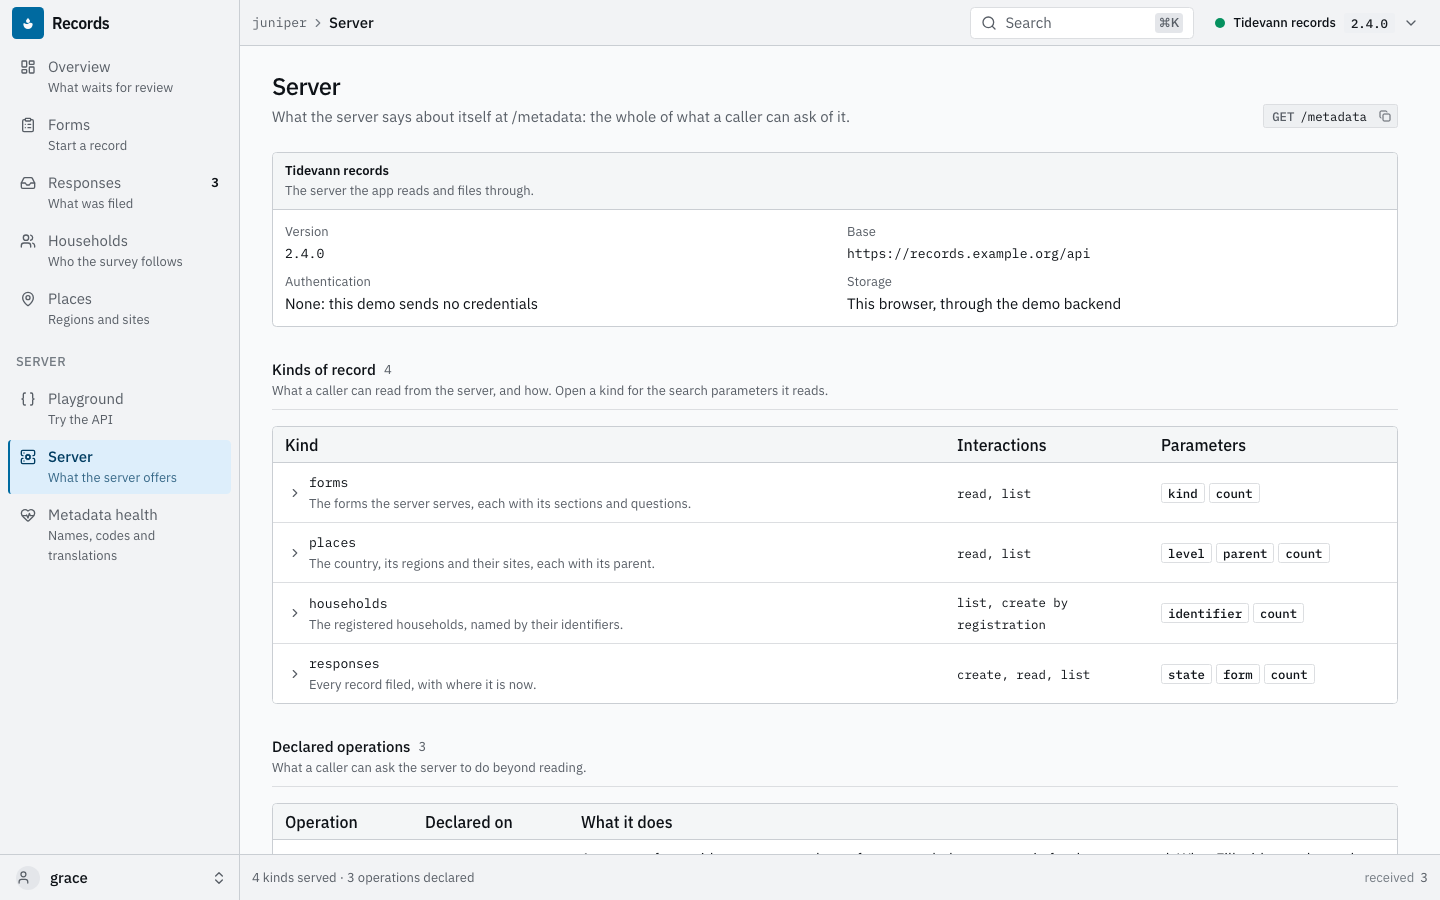 Records
juniper > Server
Search ⌘K
Tidevann records 2.4.0
Overview
What waits for review
Forms
Start a record
Responses 3
What was filed
Households
Who the survey follows
Places
Regions and sites
SERVER
Playground
Try the API
Server
What the server offers
Metadata health
Names, codes and
translations
grace
Server
What the server says about itself at /metadata: the whole of what a caller can ask of it.
GET /metadata
Tidevann records
The server the app reads and files through.
Version
2.4.0
Base
https://records.example.org/api
Authentication
None: this demo sends no credentials
Storage
This browser, through the demo backend
Kinds of record 4
What a caller can read from the server, and how. Open a kind for the search parameters it reads.
Kind Interactions Parameters
forms
The forms the server serves, each with its sections and questions.
read, list
kind count
places
The country, its regions and their sites, each with its parent.
read, list
level parent count
households
The registered households, named by their identifiers.
list, create by
registration
identifier count
responses
Every record filed, with where it is now.
create, read, list
state form count
Declared operations 3
What a caller can ask the server to do beyond reading.
Operation Declared on What it does
4 kinds served · 3 operations declared
received 3